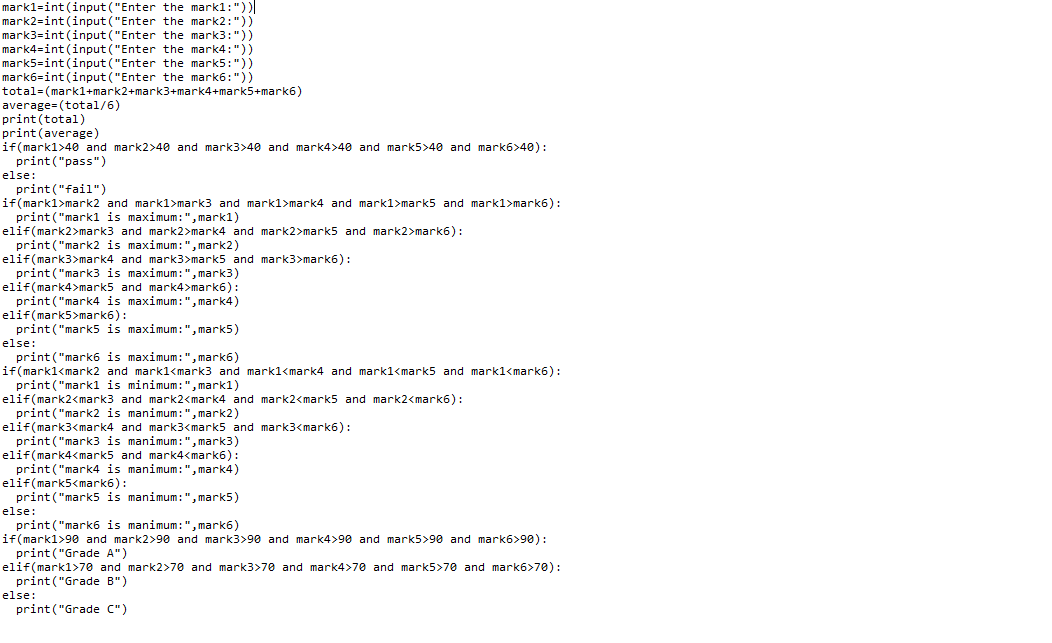 mark1=int(input("Enter the mark1:"))
mark2=int(input("Enter the mark2:"))
mark3=int(input("Enter the mark3:"))
mark4=int(input("Enter the mark4:"))
mark5=int(input("Enter the mark5:"))
mark6=int(input("Enter the mark6:"))
total=(mark1+mark2+mark3+mark4+mark5+mark6)
average=(total/6)
print(total)
print(average)
if(mark1>40 and mark2>40 and mark3>40 and mark4>40 and mark5>40 and mark6>40):
  print("pass")
else:
  print("fail")
if(mark1>mark2 and mark1>mark3 and mark1>mark4 and mark1>mark5 and mark1>mark6):
  print("mark1 is maximum:",mark1)
elif(mark2>mark3 and mark2>mark4 and mark2>mark5 and mark2>mark6):
  print("mark2 is maximum:",mark2)
elif(mark3>mark4 and mark3>mark5 and mark3>mark6):
  print("mark3 is maximum:",mark3)
elif(mark4>mark5 and mark4>mark6):
  print("mark4 is maximum:",mark4)
elif(mark5>mark6):
  print("mark5 is maximum:",mark5)
else:
  print("mark6 is maximum:",mark6)
if(mark1<mark2 and mark1<mark3 and mark1<mark4 and mark1<mark5 and mark1<mark6):
  print("mark1 is minimum:",mark1)
elif(mark2<mark3 and mark2<mark4 and mark2<mark5 and mark2<mark6):
  print("mark2 is manimum:",mark2)
elif(mark3<mark4 and mark3<mark5 and mark3<mark6):
  print("mark3 is manimum:",mark3)
elif(mark4<mark5 and mark4<mark6):
  print("mark4 is manimum:",mark4)
elif(mark5<mark6):
  print("mark5 is manimum:",mark5)
else:
  print("mark6 is manimum:",mark6)
if(mark1>90 and mark2>90 and mark3>90 and mark4>90 and mark5>90 and mark6>90):
  print("Grade A")
elif(mark1>70 and mark2>70 and mark3>70 and mark4>70 and mark5>70 and mark6>70):
  print("Grade B")
else:
  print("Grade C")